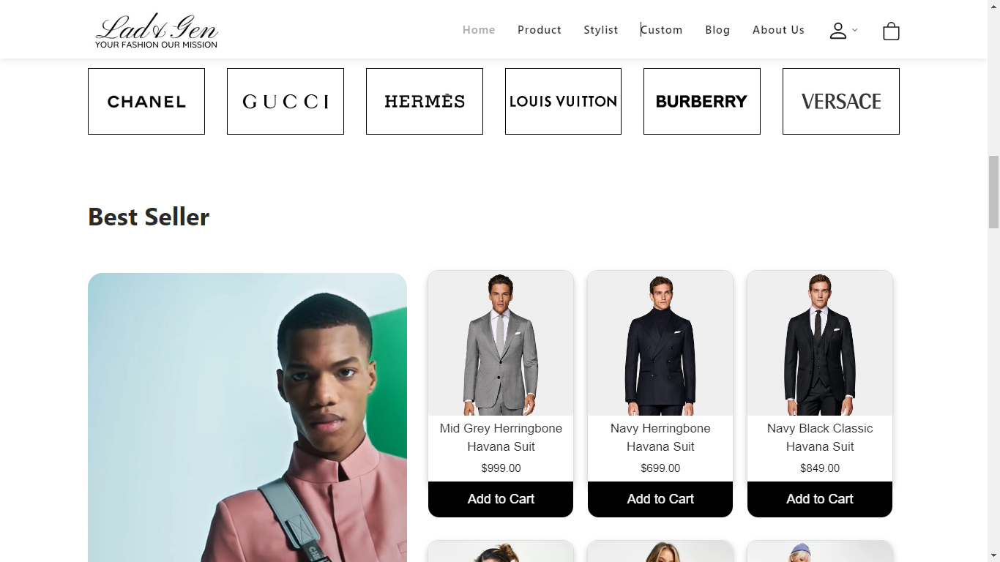 Lad & Gen
YOUR FASHION OUR MISSION
Home
Product
Stylist
Custom
Blog
About Us
CHANEL
GUCCI
HERMÈS
LOUIS VUITTON
BURBERRY
VERSACE
Best Seller
Mid Grey Herringbone
Havana Suit
$999.00
Add to Cart
Navy Herringbone
Havana Suit
$699.00
Add to Cart
Navy Black Classic
Havana Suit
$849.00
Add to Cart